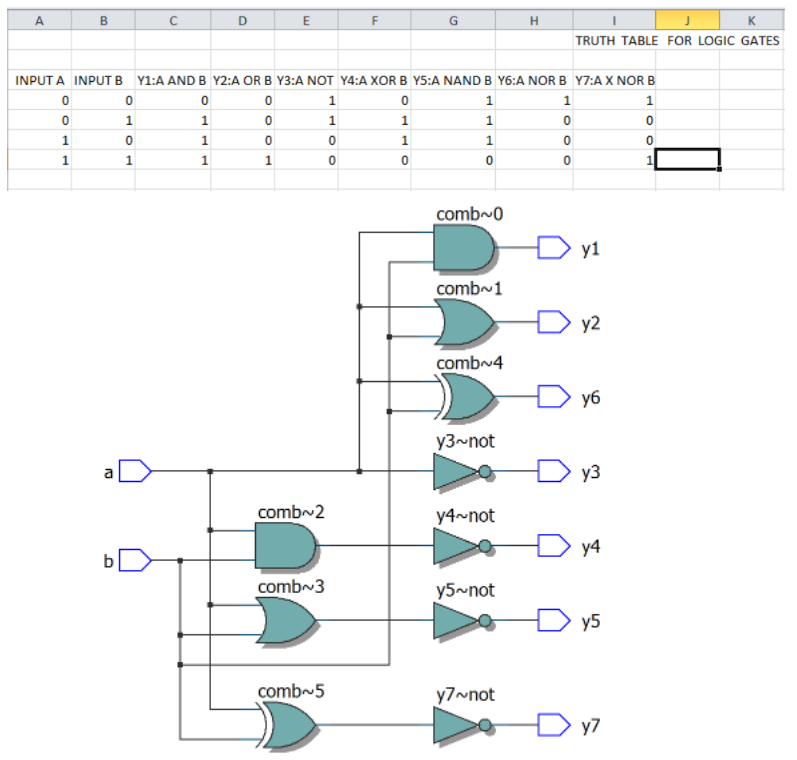 A B C D E F G H I J K
TRUTH TABLE FOR LOGIC GATES
INPUT A INPUT B Y1:A AND B Y2:A OR B Y3:A NOT Y4:A XOR B Y5:A NAND B Y6:A NOR B Y7:A X NOR B
0 0 0 0 1 0 1 1 1
0 1 1 0 1 1 1 0 0
1 0 1 0 0 1 1 0 0
1 1 1 1 0 0 0 0 1
comb~0
y1
comb~1
y2
comb~4
y6
y3~not
a
y3
comb~2
y4~not
b
y4
comb~3
y5~not
y5
comb~5
y7~not
y7